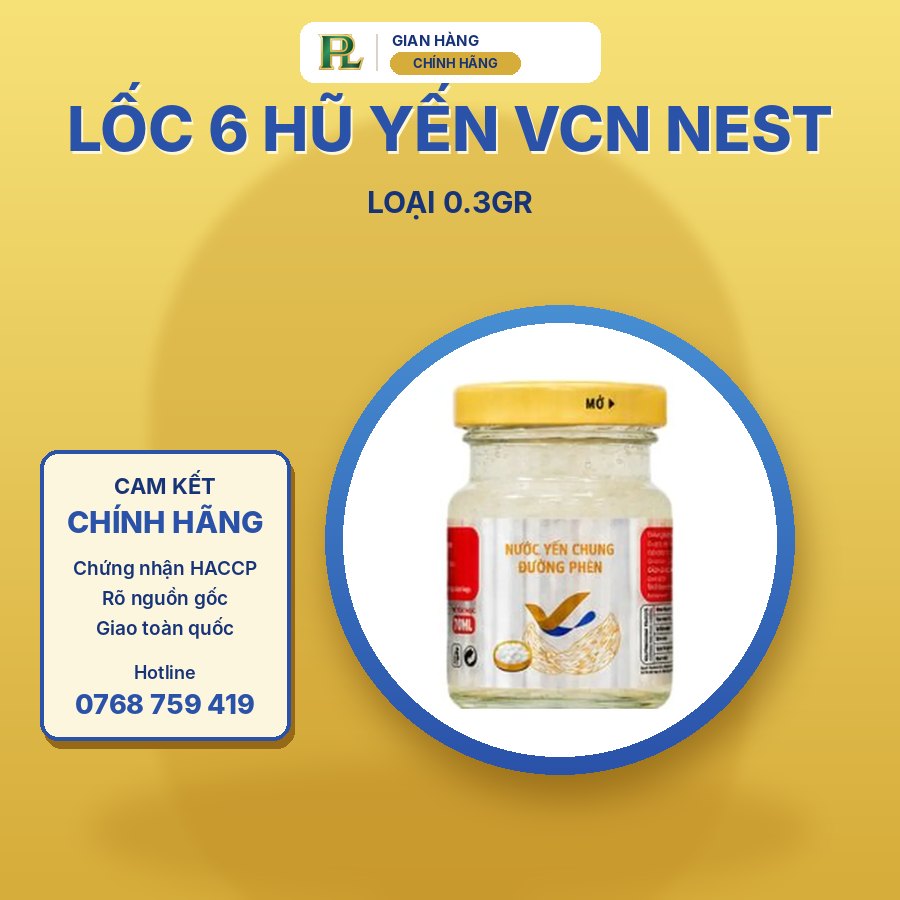 PL
GIAN HÀNG
CHÍNH HÃNG
LỐC 6 HŨ YẾN VCN NEST
LOẠI 0.3GR
MỞ
NƯỚC YẾN CHƯNG
ĐƯỜNG PHÈN
70ML
CAM KẾT
CHÍNH HÃNG
Chứng nhận HACCP
Rõ nguồn gốc
Giao toàn quốc
Hotline
0768 759 419